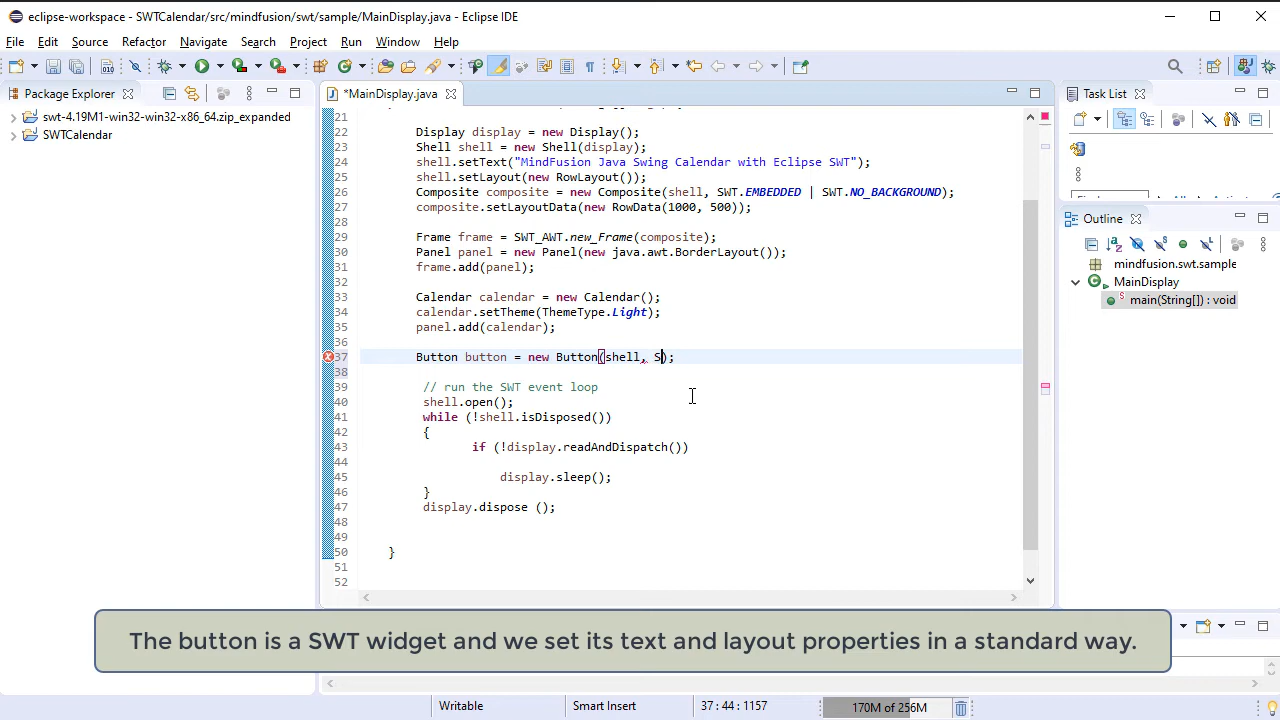 eclipse-workspace - SWTCalendar/src/mindfusion/swt/sample/MainDisplay.java - Eclipse IDE
File Edit Source Refactor Navigate Search Project Run Window Help
Package Explorer
*MainDisplay.java
Task List
swt-4.19M1-win32-win32-x86_64.zip_expanded
SWTCalendar
21
22 Display display = new Display();
23 Shell shell = new Shell(display);
24 shell.setText("MindFusion Java Swing Calendar with Eclipse SWT");
25 shell.setLayout(new RowLayout());
26 Composite composite = new Composite(shell, SWT.EMBEDDED | SWT.NO_BACKGROUND);
27 composite.setLayoutData(new RowData(1000, 500));
28
29 Frame frame = SWT_AWT.new_Frame(composite);
30 Panel panel = new Panel(new java.awt.BorderLayout());
31 frame.add(panel);
32
33 Calendar calendar = new Calendar();
34 calendar.setTheme(ThemeType.Light);
35 panel.add(calendar);
36
37 Button button = new Button(shell, S);
38
39 // run the SWT event loop
40 shell.open();
41 while (!shell.isDisposed())
42 {
43 if (!display.readAndDispatch())
44
45 display.sleep();
46 }
47 display.dispose ();
48
49
50 }
51
52
Outline
mindfusion.swt.sample
MainDisplay
main(String[]) : void
The button is a SWT widget and we set its text and layout properties in a standard way.
Writable
Smart Insert
37 : 44 : 1157
170M of 256M